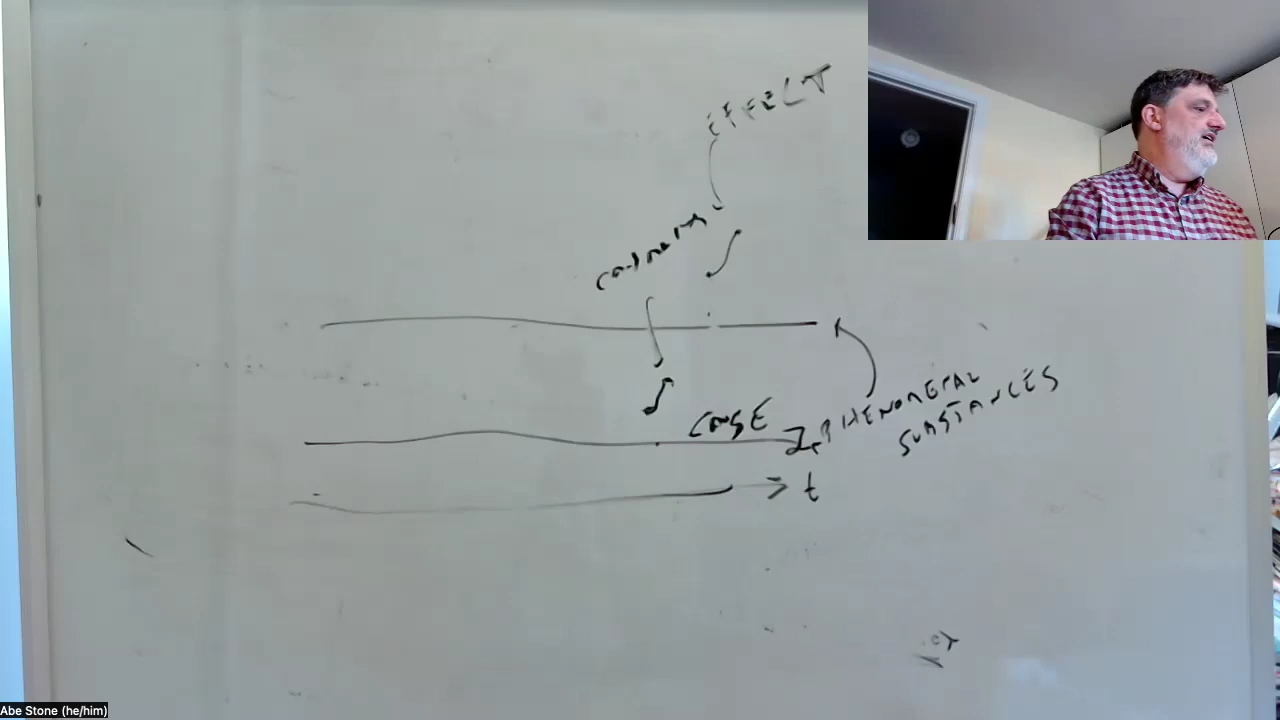 EFFECT
CAUSE
PHENOMENAL
SUBSTANCES
t
Abe Stone (he/him)